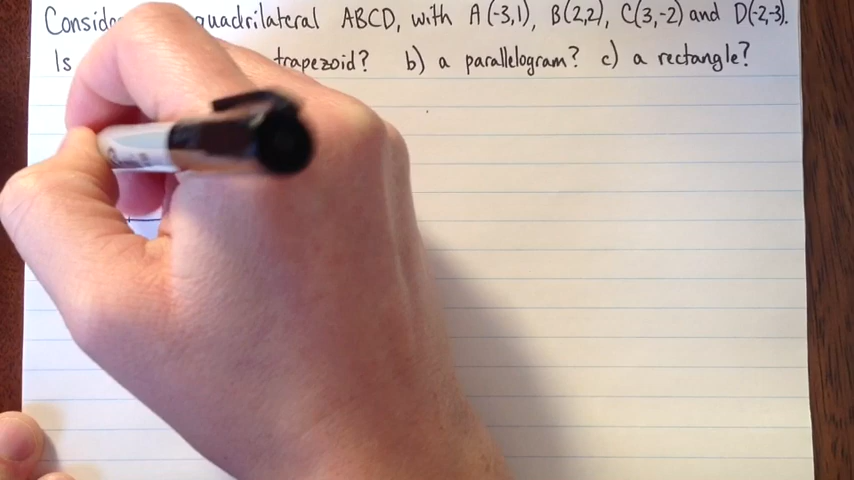 Consid quadrilateral ABCD, with A(-3,1), B(2,2), C(3,-2) and D(-2,-3).
Is trapezoid? b) a parallelogram? c) a rectangle?